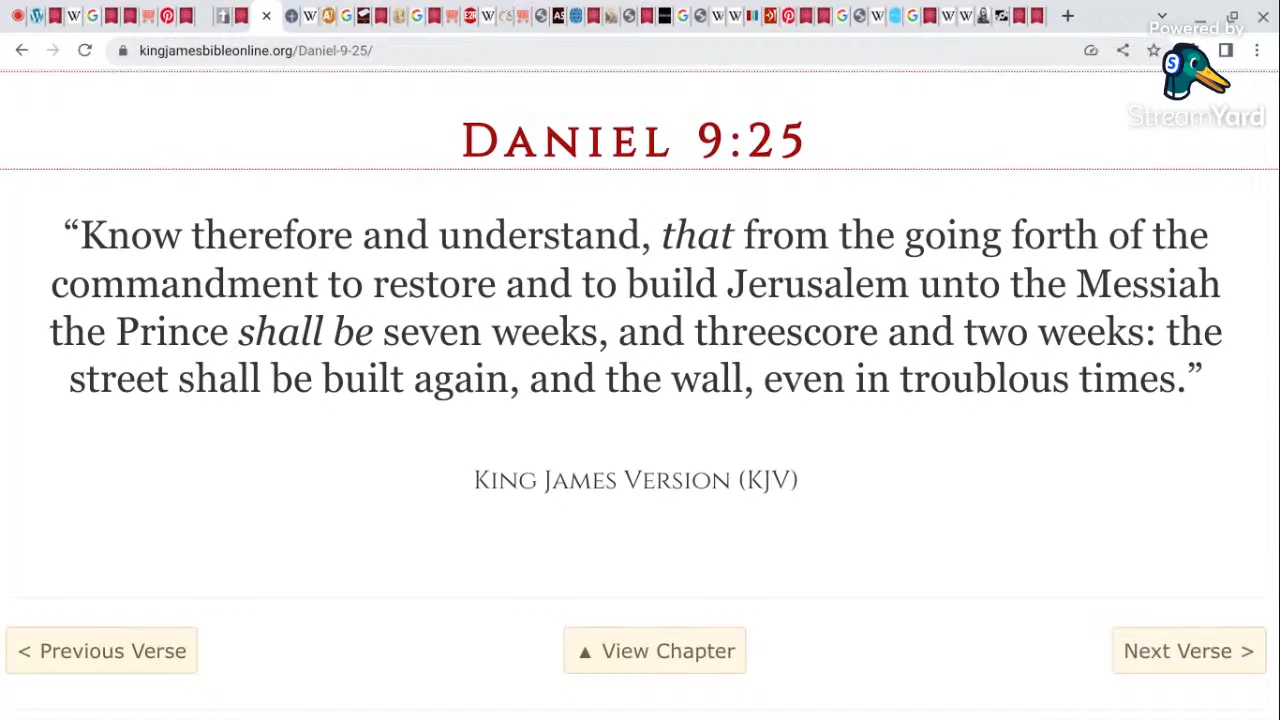 kingjamesbibleonline.org/Daniel-9-25/
Powered by
StreamYard
DANIEL 9:25
“Know therefore and understand, that from the going forth of the
commandment to restore and to build Jerusalem unto the Messiah
the Prince shall be seven weeks, and threescore and two weeks: the
street shall be built again, and the wall, even in troublous times.”
KING JAMES VERSION (KJV)
< Previous Verse
▲ View Chapter
Next Verse >